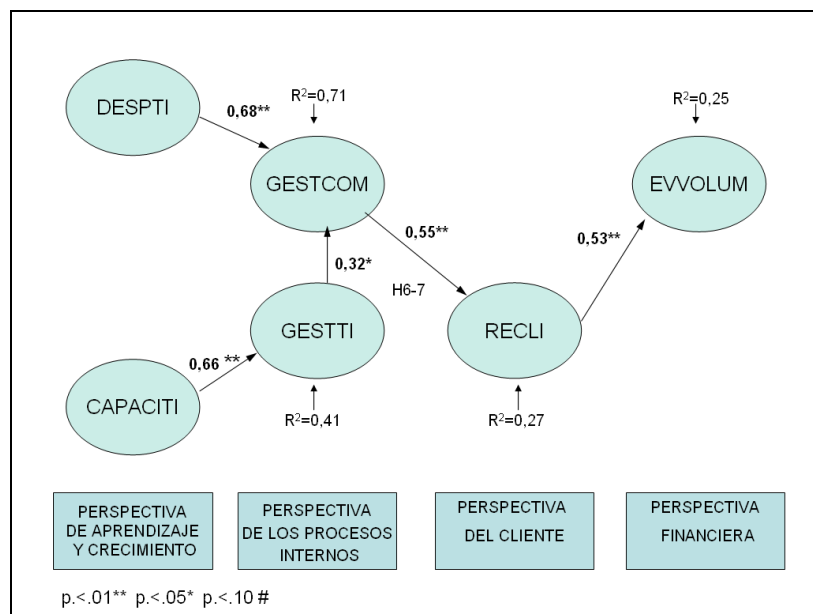 DESPTI
0,68**
R²=0,71
GESTCOM
R²=0,25
EVVOLUM
0,55**
0,53**
0,32*
H6-7
GESTTI
RECLI
0,66 **
CAPACITI
R²=0,41
R²=0,27
PERSPECTIVA
DE APRENDIZAJE
Y CRECIMIENTO
PERSPECTIVA
DE LOS PROCESOS
INTERNOS
PERSPECTIVA
DEL CLIENTE
PERSPECTIVA
FINANCIERA
p.<.01** p.<.05* p.<.10 #